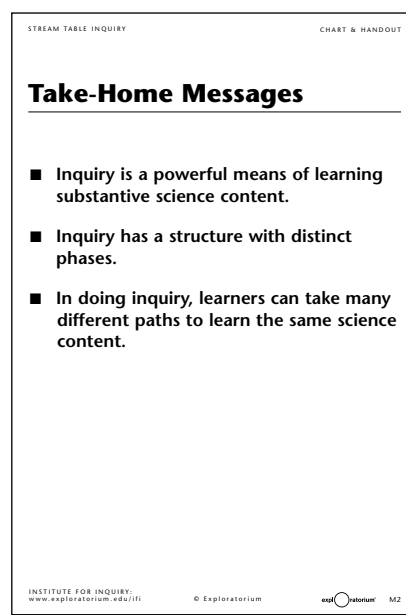 STREAM TABLE INQUIRY
CHART & HANDOUT
Take-Home Messages
■ Inquiry is a powerful means of learning
substantive science content.
■ Inquiry has a structure with distinct
phases.
■ In doing inquiry, learners can take many
different paths to learn the same science
content.
INSTITUTE FOR INQUIRY:
www.exploratorium.edu/ifi
© Exploratorium
exploratorium
M2